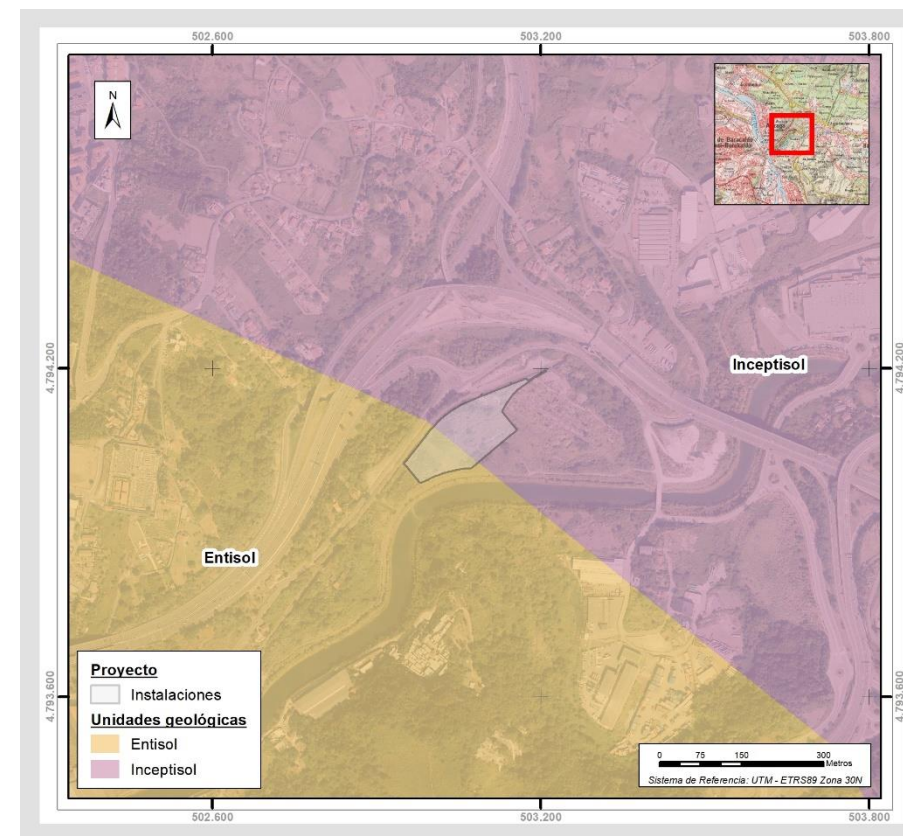 502.600 503.200 503.800
N
4.794.200
4.794.200
Inceptisol
Entisol
4.793.600
4.793.600
Proyecto
Instalaciones
Unidades geológicas
Entisol
Inceptisol
0 75 150 300
Metros
Sistema de Referencia: UTM - ETRS89 Zona 30N
502.600 503.200 503.800